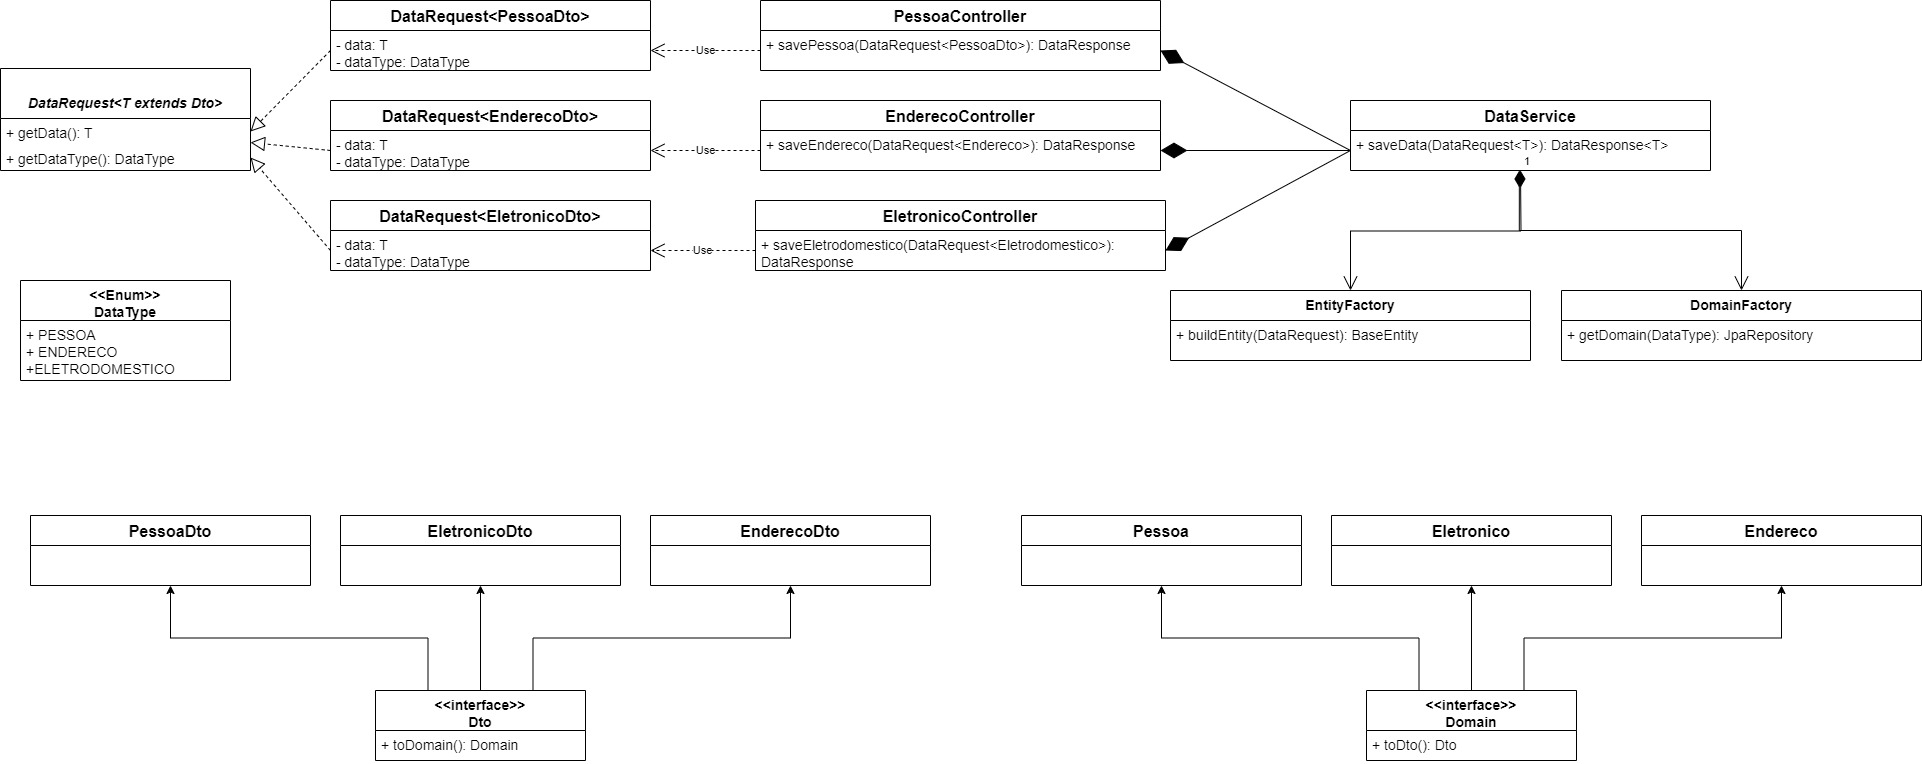 DataRequest<PessoaDto>
- data: T
- dataType: DataType
Use
PessoaController
+ savePessoa(DataRequest<PessoaDto>): DataResponse
DataRequest<T extends Dto>
+ getData(): T
+ getDataType(): DataType
DataRequest<EnderecoDto>
- data: T
- dataType: DataType
Use
EnderecoController
+ saveEndereco(DataRequest<Endereco>): DataResponse
DataService
+ saveData(DataRequest<T>): DataResponse<T>
1
DataRequest<EletronicoDto>
- data: T
- dataType: DataType
Use
EletronicoController
+ saveEletrodomestico(DataRequest<Eletrodomestico>):
DataResponse
<<Enum>>
DataType
+ PESSOA
+ ENDERECO
+ELETRODOMESTICO
EntityFactory
+ buildEntity(DataRequest): BaseEntity
DomainFactory
+ getDomain(DataType): JpaRepository
PessoaDto
EletronicoDto
EnderecoDto
Pessoa
Eletronico
Endereco
<<interface>>
Dto
+ toDomain(): Domain
<<interface>>
Domain
+ toDto(): Dto